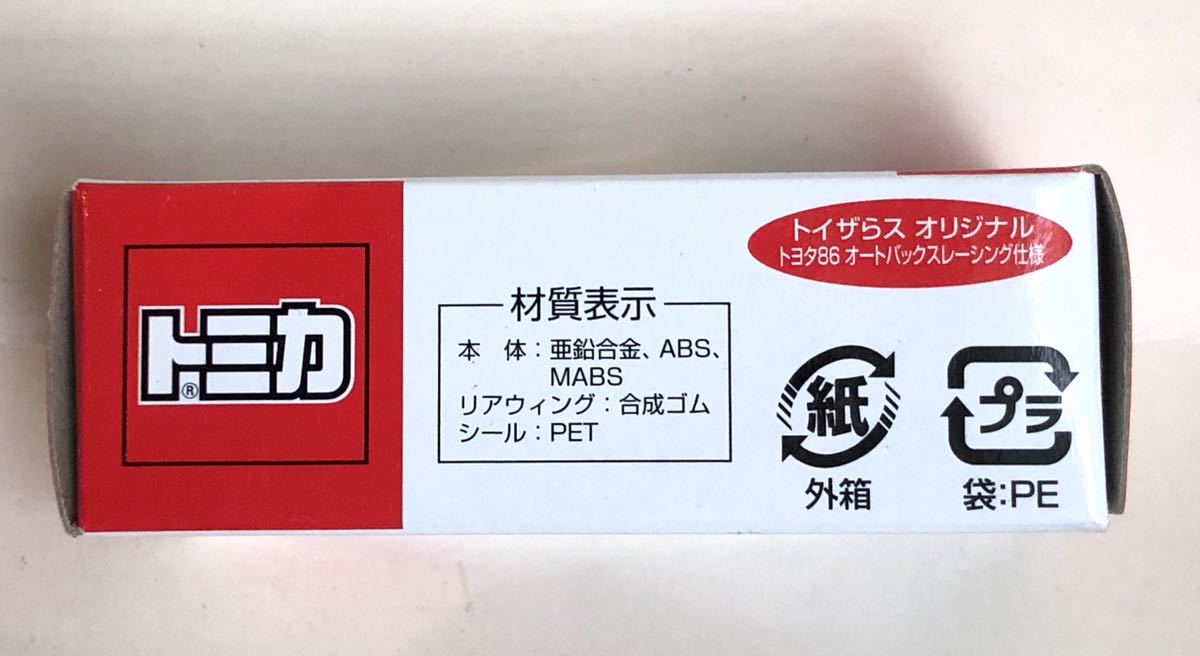 トミカ
®
トイザらス オリジナル
トヨタ86 オートバックスレーシング仕様
材質表示
本 体：亜鉛合金、ABS、
MABS
リアウィング：合成ゴム
シール：PET
紙
外箱
プラ
袋：PE